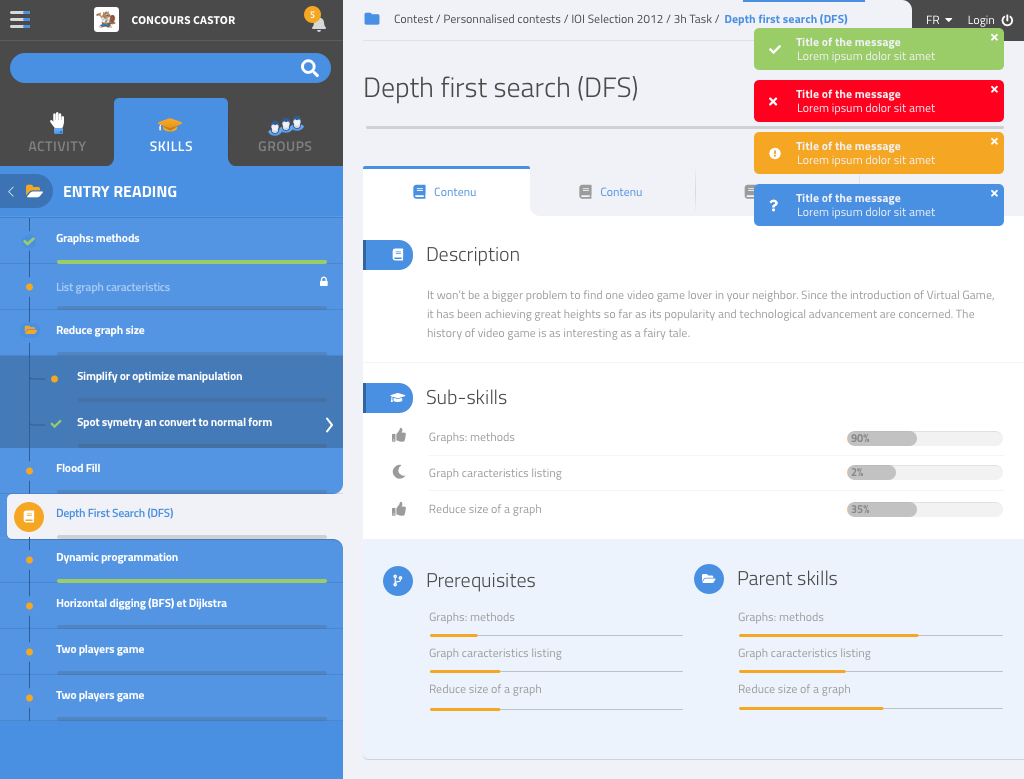 CONCOURS CASTOR
5
ACTIVITY
SKILLS
GROUPS
ENTRY READING
Graphs: methods
List graph caracteristics
Reduce graph size
Simplify or optimize manipulation
Spot symetry an convert to normal form
Flood Fill
Depth First Search (DFS)
Dynamic programmation
Horizontal digging (BFS) et Dijkstra
Two players game
Two players game
Contest / Personnalised contests / IOI Selection 2012 / 3h Task / Depth first search (DFS)
FR
Login
Title of the message
Lorem ipsum dolor sit amet
Title of the message
Lorem ipsum dolor sit amet
Title of the message
Lorem ipsum dolor sit amet
Title of the message
Lorem ipsum dolor sit amet
Depth first search (DFS)
Contenu
Contenu
Description
It won't be a bigger problem to find one video game lover in your neighbor. Since the introduction of Virtual Game,
it has been achieving great heights so far as its popularity and technological advancement are concerned. The
history of video game is as interesting as a fairy tale.
Sub-skills
Graphs: methods
90%
Graph caracteristics listing
2%
Reduce size of a graph
35%
Prerequisites
Graphs: methods
Graph caracteristics listing
Reduce size of a graph
Parent skills
Graphs: methods
Graph caracteristics listing
Reduce size of a graph